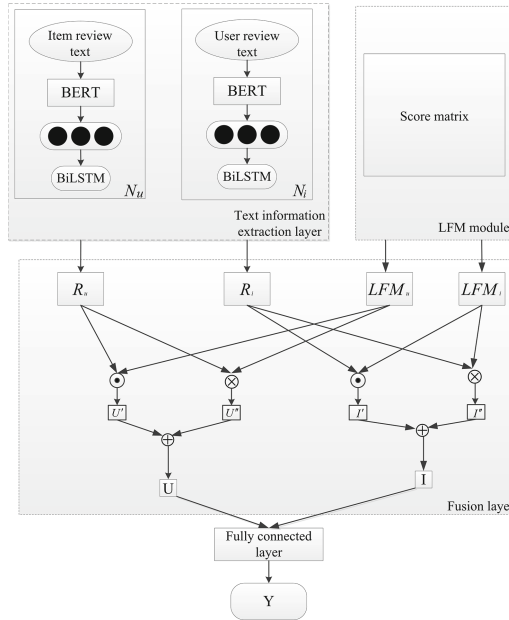 Item review
text
BERT
BiLSTM
Nu
User review
text
BERT
BiLSTM
Ni
Text information
extraction layer
Score matrix
LFM module
Ru
Ri
LFMu
LFMi
U'
U"
I'
I"
U
I
Fusion laye
Fully connected
layer
Y